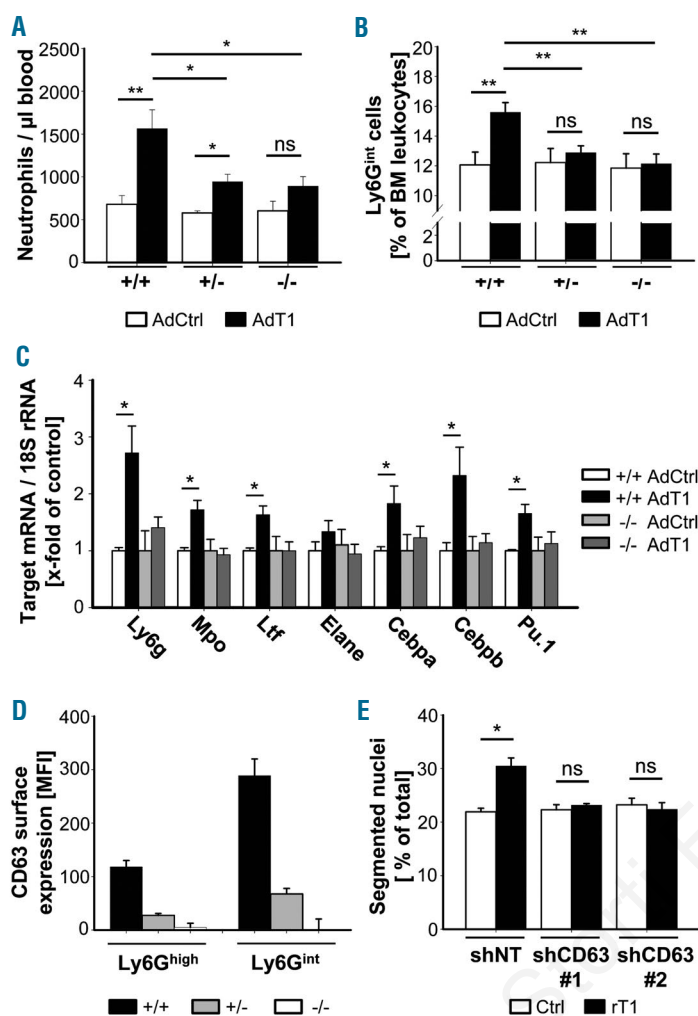 A
Neutrophils / µl blood
2500
2000
1500
1000
500
0
**
*
*
*
ns
+/+
+/-
-/-
AdCtrl
AdT1
B
Ly6G^int cells
[% of BM leukocytes]
20
18
16
14
12
2
0
**
**
**
ns
ns
+/+
+/-
-/-
AdCtrl
AdT1
C
Target mRNA / 18S rRNA
[x-fold of control]
4
3
2
1
0
*
*
*
*
*
*
Ly6g
Mpo
Ltf
Elane
Cebpa
Cebpb
Pu.1
+/+ AdCtrl
+/+ AdT1
-/- AdCtrl
-/- AdT1
D
CD63 surface
expression [MFI]
400
300
200
100
0
Ly6G^high
Ly6G^int
+/+
+/-
-/-
E
Segmented nuclei
[ % of total]
40
30
20
10
0
*
ns
ns
shNT
shCD63
#1
shCD63
#2
Ctrl
rT1